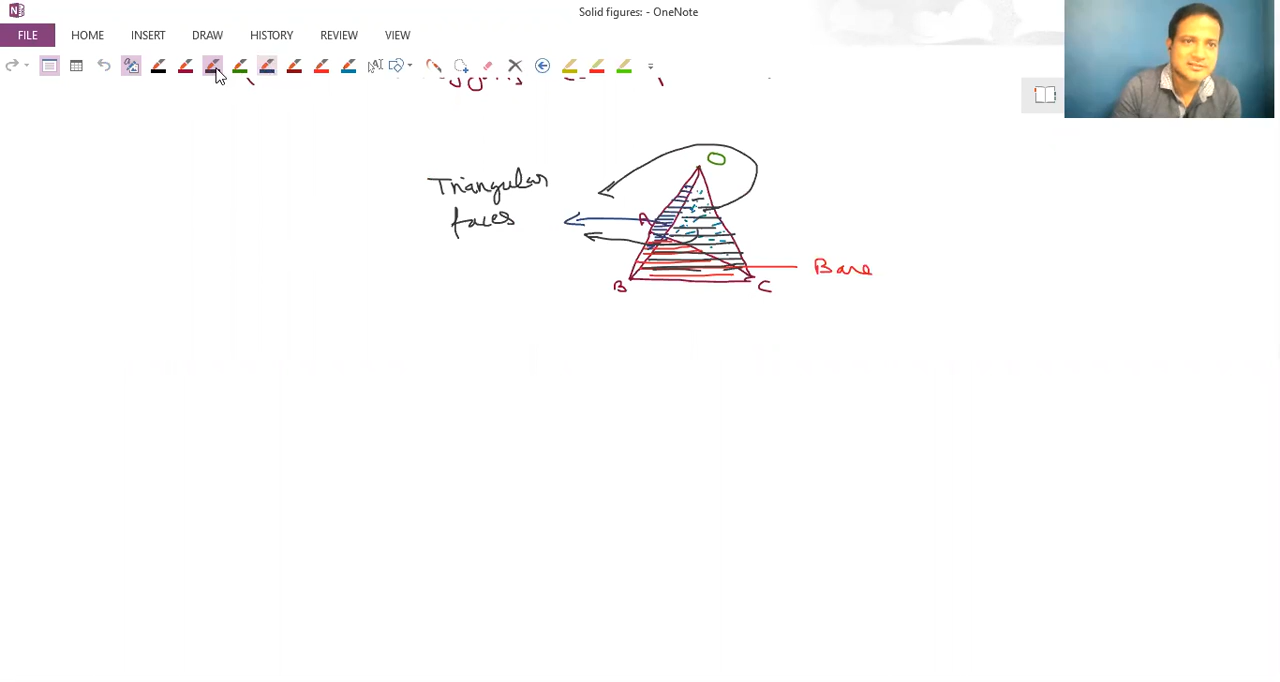 Solid figures: - OneNote
FILE HOME INSERT DRAW HISTORY REVIEW VIEW
O
Triangular
faces
A
Base
B
C